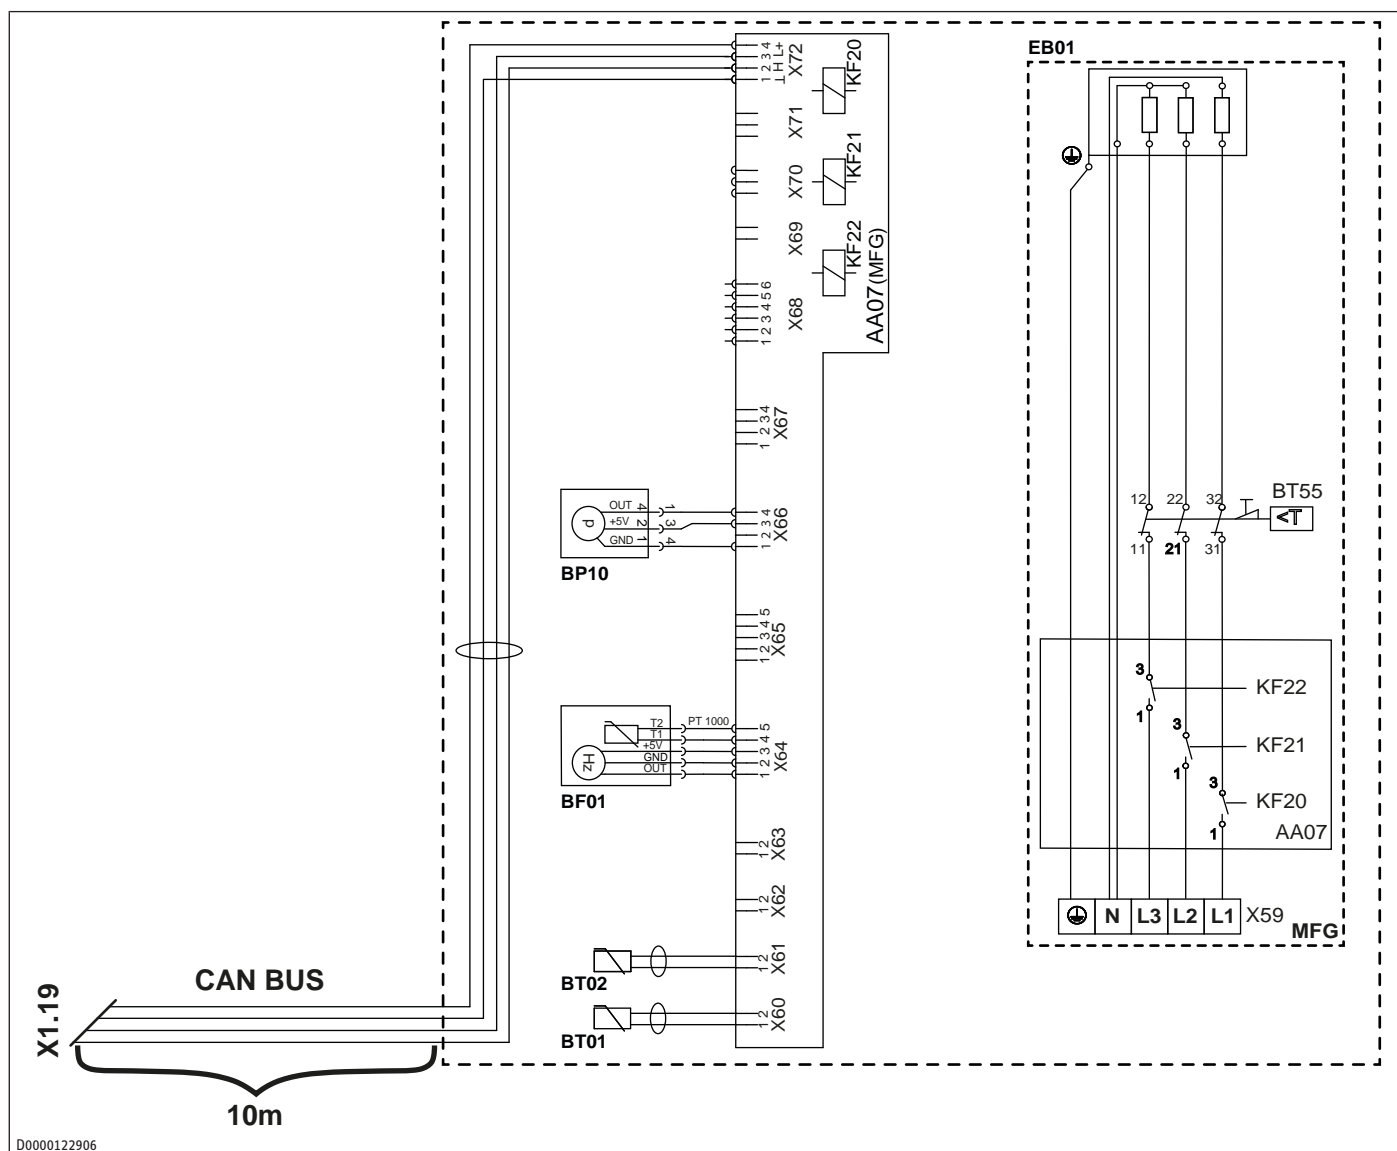 EB01
4 L+
3
2 H
1 ⊥
X72
KF20
X71
KF21
X70
X69
KF22
AA07(MFG)
6
5
4
3
2
1
X68
4
3
2
1
X67
OUT 4 1
+5V 2 3
GND 1 4
p
4
3
2
1
X66
BP10
12 22 32
BT55
<T
11 21 31
5
4
3
2
1
X65
3
KF22
1
T2 PT 1000
T1
+5V
GND
OUT
Hz
5
4
3
2
1
X64
BF01
3
KF21
1
3
KF20
1
AA07
2
1
X63
2
1
X62
N L3 L2 L1 X59
MFG
2
1
X61
BT02
2
1
X60
BT01
CAN BUS
X1.19
10m
D0000122906